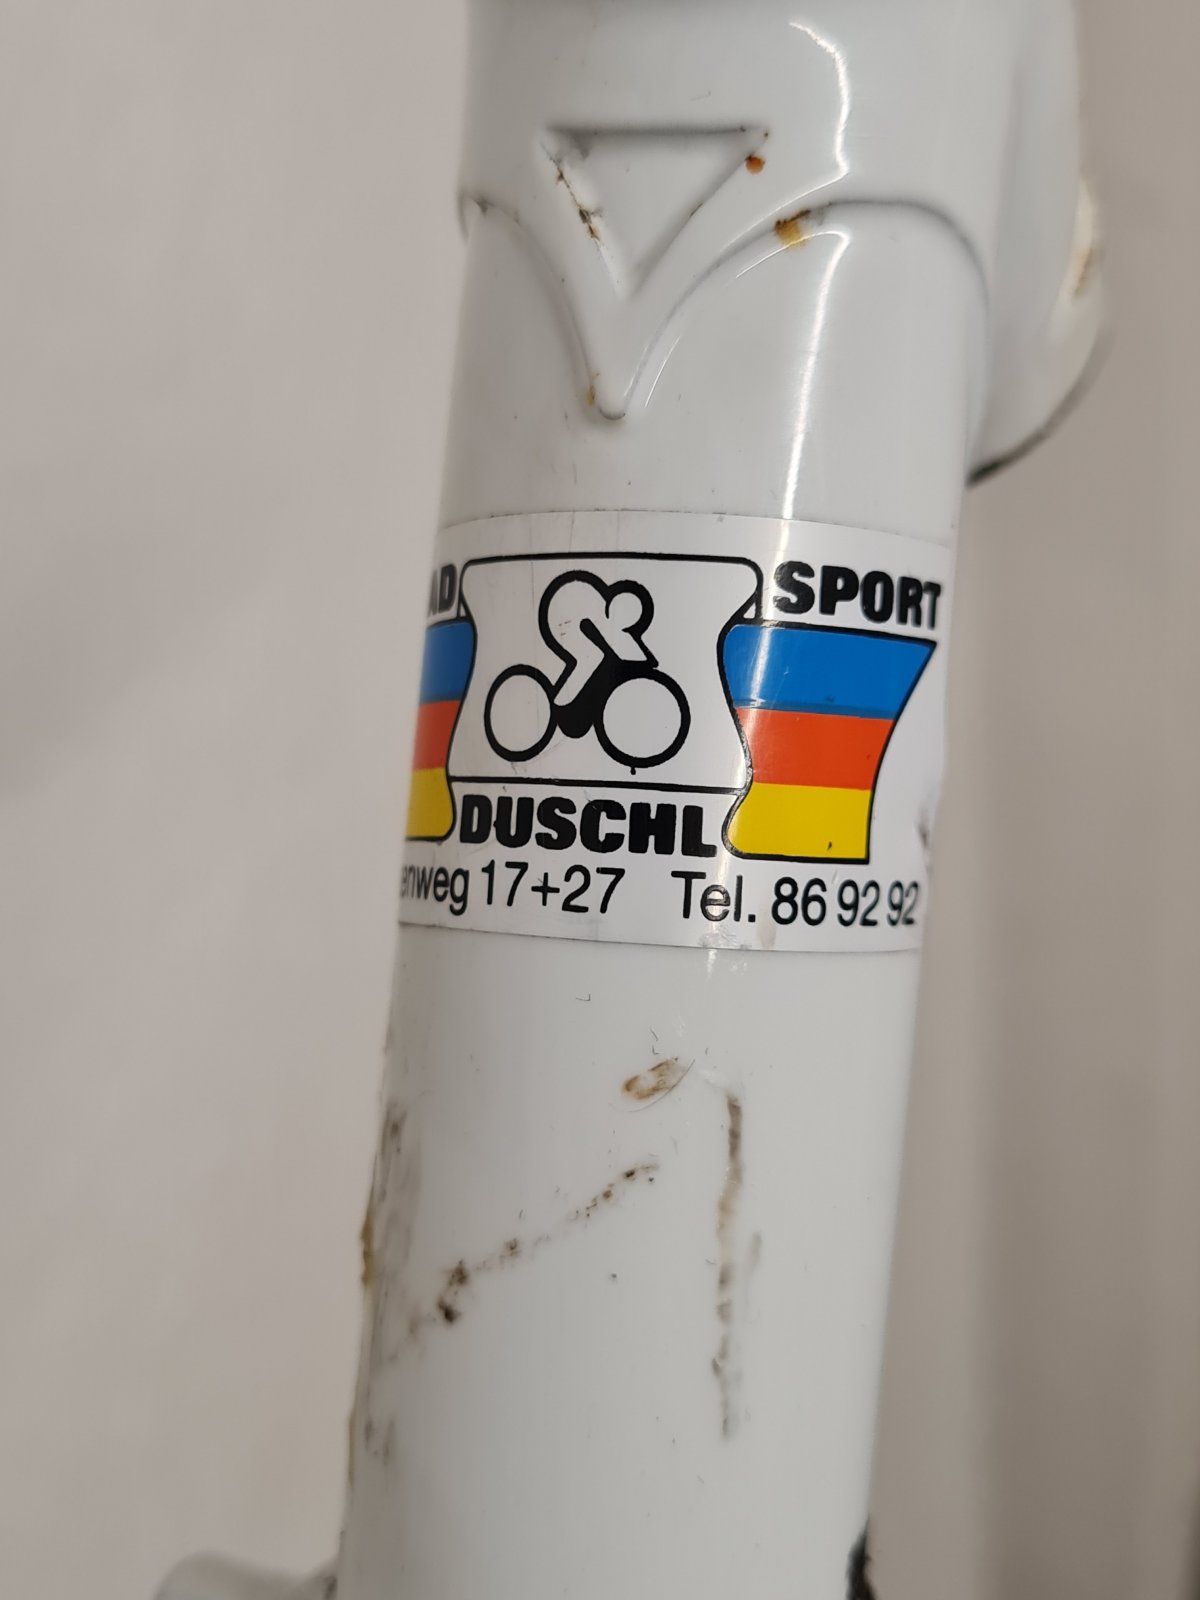 AD SPORT
DUSCHL
enweg 17+27 Tel. 86 92 92